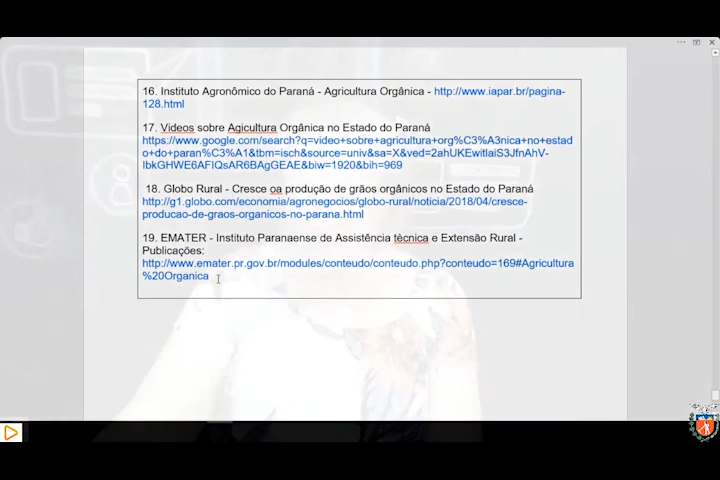 16. Instituto Agronômico do Paraná - Agricultura Orgânica - http://www.iapar.br/pagina-
128.html
17. Videos sobre Agicultura Orgânica no Estado do Paraná
https://www.google.com/search?q=video+sobre+agricultura+org%C3%A3nica+no+estad
o+do+paran%C3%A1&tbm=isch&source=univ&sa=X&ved=2ahUKEwitlaiS3JfnAhV-
IbkGHWE6AFIQsAR6BAgGEAE&biw=1920&bih=969
18. Globo Rural - Cresce oa produção de grãos orgânicos no Estado do Paraná
http://g1.globo.com/economia/agronegocios/globo-rural/noticia/2018/04/cresce-
producao-de-graos-organicos-no-parana.html
19. EMATER - Instituto Paranaense de Assistência tècnica e Extensão Rural -
Publicações:
http://www.emater.pr.gov.br/modules/conteudo/conteudo.php?conteudo=169#Agricultura
%20Organica